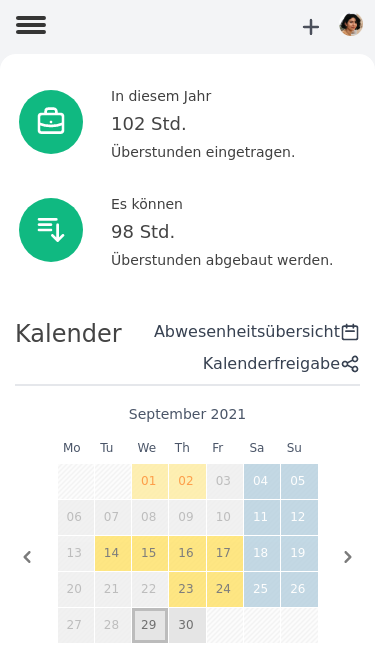 In diesem Jahr
102 Std.
Überstunden eingetragen.
Es können
98 Std.
Überstunden abgebaut werden.
Kalender
Abwesenheitsübersicht
Kalenderfreigabe
September 2021
Mo Tu We Th Fr Sa Su
01 02 03 04 05
06 07 08 09 10 11 12
13 14 15 16 17 18 19
20 21 22 23 24 25 26
27 28 29 30